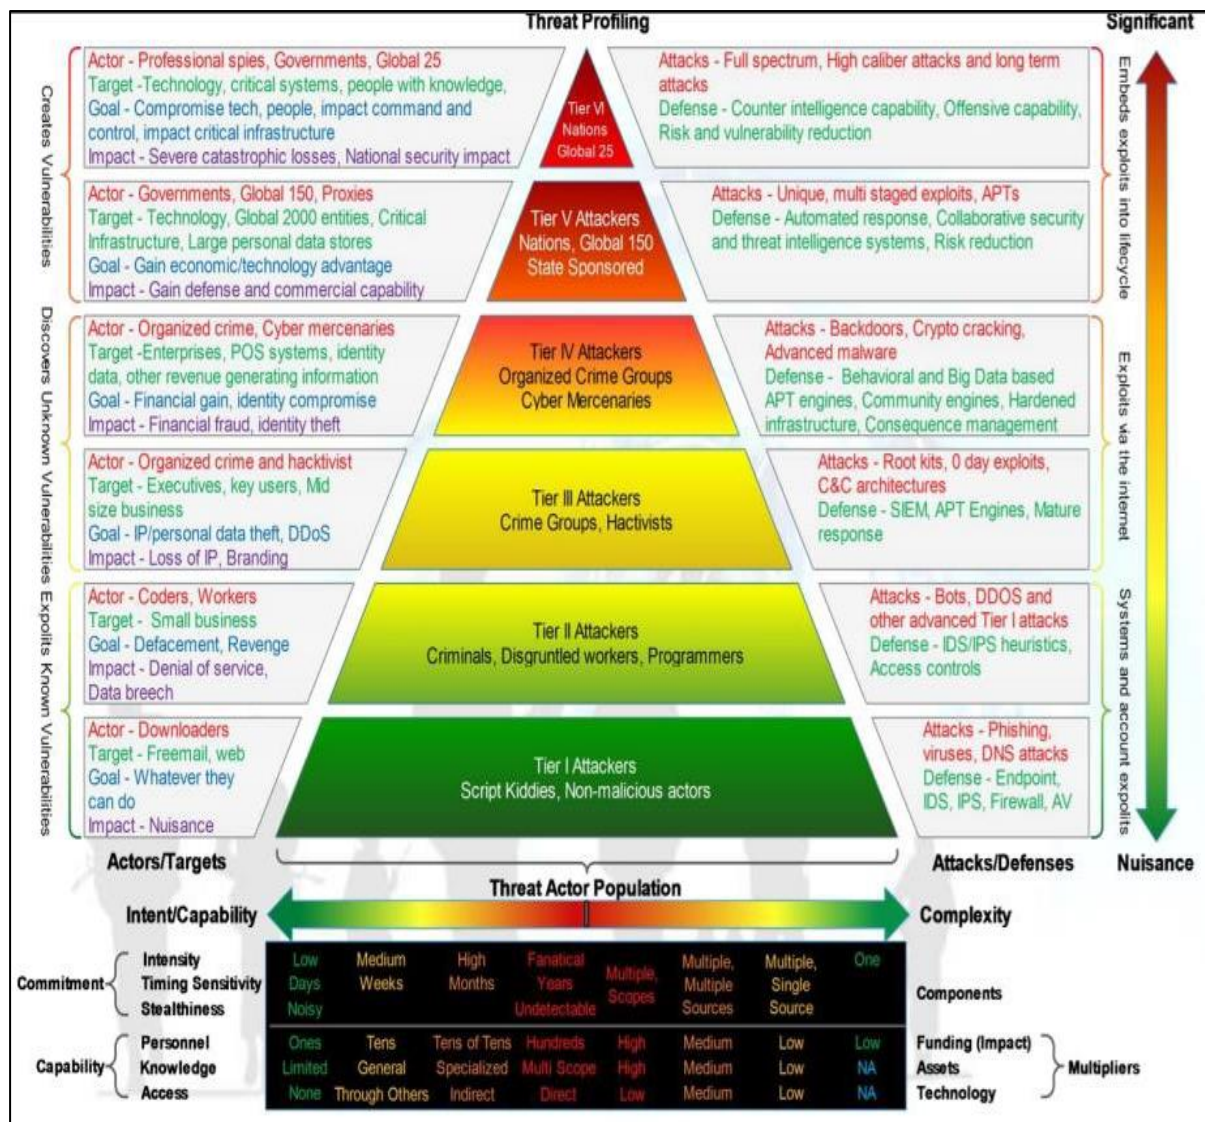 Threat Profiling
Significant
Creates Vulnerabilities
Actor - Professional spies, Governments, Global 25
Target -Technology, critical systems, people with knowledge,
Goal - Compromise tech, people, impact command and
control, impact critical infrastructure
Impact - Severe catastrophic losses, National security impact
Tier VI
Nations
Global 25
Attacks - Full spectrum, High caliber attacks and long term
attacks
Defense - Counter intelligence capability, Offensive capability,
Risk and vulnerability reduction
Embeds exploits into lifecycle
Actor - Governments, Global 150, Proxies
Target - Technology, Global 2000 entities, Critical
Infrastructure, Large personal data stores
Goal - Gain economic/technology advantage
Impact - Gain defense and commercial capability
Tier V Attackers
Nations, Global 150
State Sponsored
Attacks - Unique, multi staged exploits, APTs
Defense - Automated response, Collaborative security
and threat intelligence systems, Risk reduction
Discovers Unknown Vulnerabilities
Actor - Organized crime, Cyber mercenaries
Target -Enterprises, POS systems, identity
data, other revenue generating information
Goal - Financial gain, identity compromise
Impact - Financial fraud, identity theft
Tier IV Attackers
Organized Crime Groups
Cyber Mercenaries
Attacks - Backdoors, Crypto cracking,
Advanced malware
Defense - Behavioral and Big Data based
APT engines, Community engines, Hardened
infrastructure, Consequence management
Exploits via the internet
Actor - Organized crime and hacktivist
Target - Executives, key users, Mid
size business
Goal - IP/personal data theft, DDoS
Impact - Loss of IP, Branding
Tier III Attackers
Crime Groups, Hactivists
Attacks - Root kits, 0 day exploits,
C&C architectures
Defense - SIEM, APT Engines, Mature
response
Expolits Known Vulnerabilities
Actor - Coders, Workers
Target - Small business
Goal - Defacement, Revenge
Impact - Denial of service,
Data breech
Tier II Attackers
Criminals, Disgruntled workers, Programmers
Attacks - Bots, DDOS and
other advanced Tier I attacks
Defense - IDS/IPS heuristics,
Access controls
Systems and account expolits
Actor - Downloaders
Target - Freemail, web
Goal - Whatever they
can do
Impact - Nuisance
Tier I Attackers
Script Kiddies, Non-malicious actors
Attacks - Phishing,
viruses, DNS attacks
Defense - Endpoint,
IDS, IPS, Firewall, AV
Actors/Targets
Attacks/Defenses
Nuisance
Threat Actor Population
Intent/Capability
Complexity
Commitment
Intensity Low Medium High Fanatical Multiple, Multiple, Multiple, One
Timing Sensitivity Days Weeks Months Years Scopes Multiple Single Components
Stealthiness Noisy Undetectable Sources Source
Capability
Personnel Ones Tens Tens of Tens Hundreds High Medium Low Low Funding (Impact)
Knowledge Limited General Specialized Multi Scope High Medium Low NA Assets
Access None Through Others Indirect Direct Low Medium Low NA Technology
Multipliers